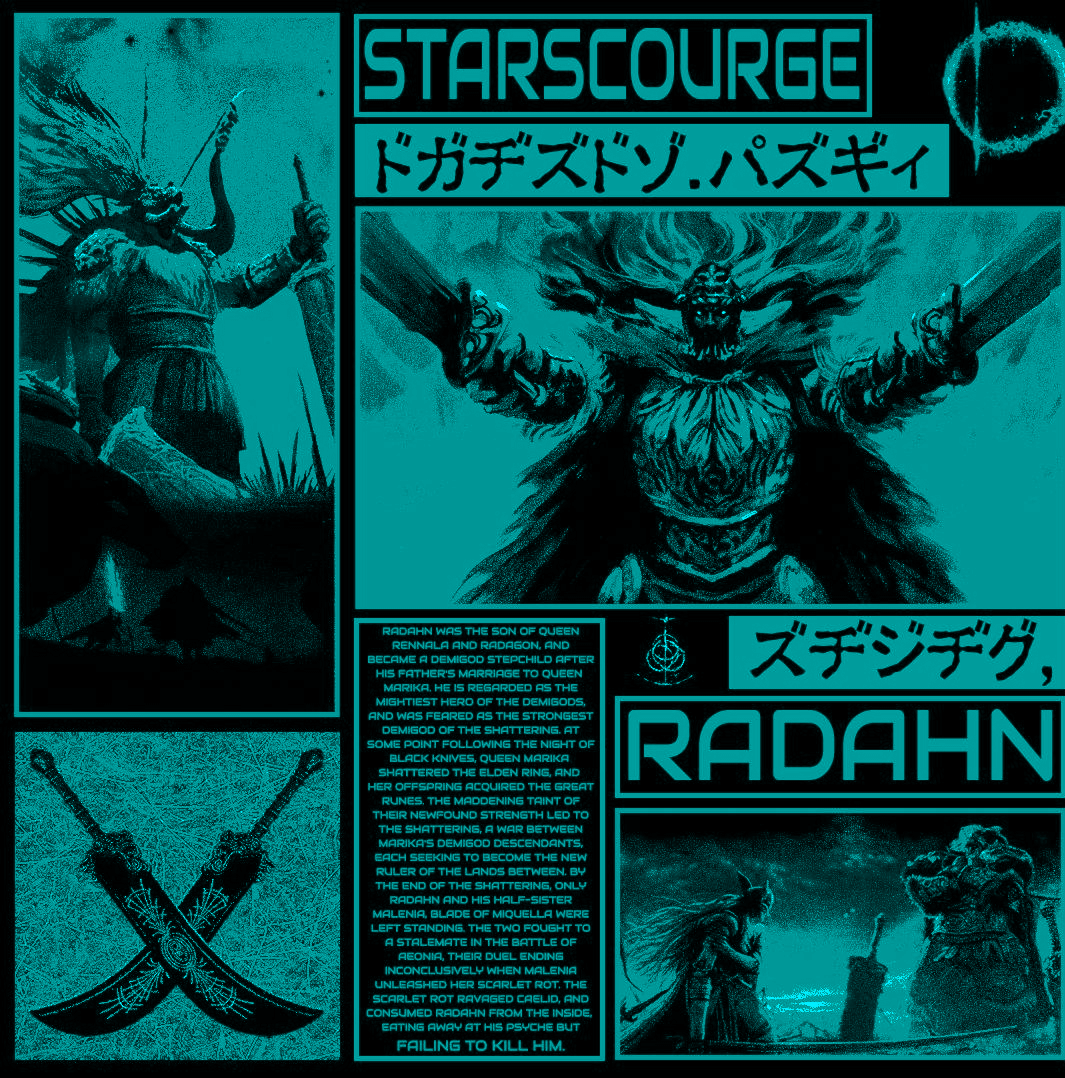 STARSCOURGE
ドガヂズドゾ.パズギィ
ズヂジヂグ,
RADAHN
RADAHN WAS THE SON OF QUEEN
RENNALA AND RADAGON, AND
BECAME A DEMIGOD STEPCHILD AFTER
HIS FATHER'S MARRIAGE TO QUEEN
MARIKA. HE IS REGARDED AS THE
MIGHTIEST HERO OF THE DEMIGODS,
AND WAS FEARED AS THE STRONGEST
DEMIGOD OF THE SHATTERING. AT
SOME POINT FOLLOWING THE NIGHT OF
BLACK KNIVES, QUEEN MARIKA
SHATTERED THE ELDEN RING, AND
HER OFFSPRING ACQUIRED THE GREAT
RUNES. THE MADDENING TAINT OF
THEIR NEWFOUND STRENGTH LED TO
THE SHATTERING, A WAR BETWEEN
MARIKA'S DEMIGOD DESCENDANTS,
EACH SEEKING TO BECOME THE NEW
RULER OF THE LANDS BETWEEN. BY
THE END OF THE SHATTERING, ONLY
RADAHN AND HIS HALF-SISTER
MALENIA, BLADE OF MIQUELLA WERE
LEFT STANDING. THE TWO FOUGHT TO
A STALEMATE IN THE BATTLE OF
AEONIA, THEIR DUEL ENDING
INCONCLUSIVELY WHEN MALENIA
UNLEASHED HER SCARLET ROT. THE
SCARLET ROT RAVAGED CAELID, AND
CONSUMED RADAHN FROM THE INSIDE,
EATING AWAY AT HIS PSYCHE BUT
FAILING TO KILL HIM.